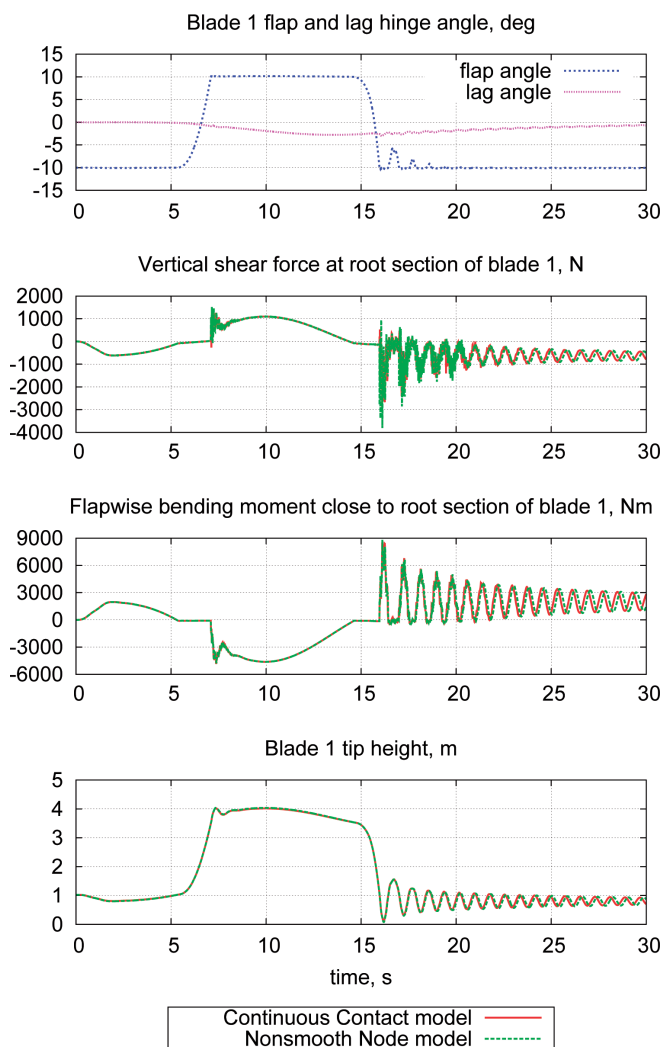 Blade 1 flap and lag hinge angle, deg
15
10
5
0
-5
-10
-15
flap angle
lag angle
0 5 10 15 20 25 30
Vertical shear force at root section of blade 1, N
2000
1000
0
-1000
-2000
-3000
-4000
0 5 10 15 20 25 30
Flapwise bending moment close to root section of blade 1, Nm
9000
6000
3000
0
-3000
-6000
0 5 10 15 20 25 30
Blade 1 tip height, m
5
4
3
2
1
0
0 5 10 15 20 25 30
time, s
Continuous Contact model
Nonsmooth Node model